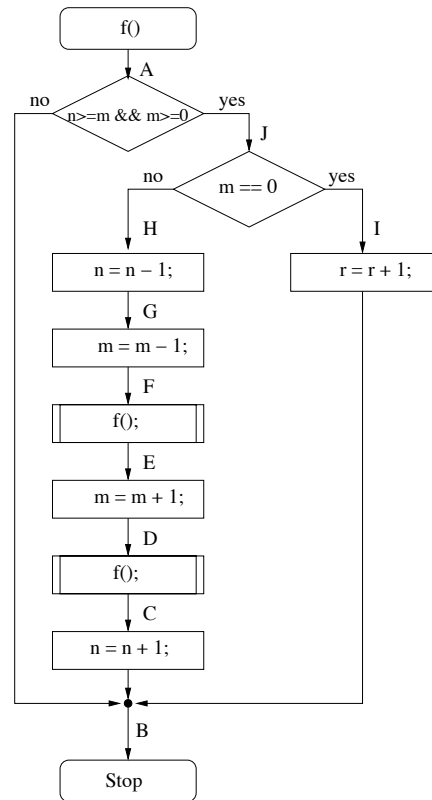 f()
A
no
n>=m && m>=0
yes
J
no
m == 0
yes
H
I
n = n − 1;
r = r + 1;
G
m = m − 1;
F
f();
E
m = m + 1;
D
f();
C
n = n + 1;
B
Stop